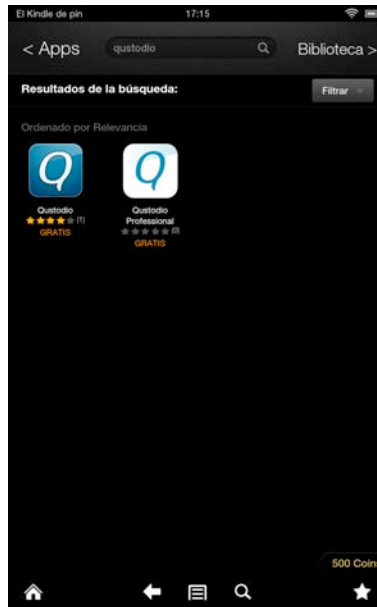 El Kindle de pin 17:15
< Apps qustodio Biblioteca >
Resultados de la búsqueda: Filtrar
Ordenado por Relevancia
Qustodio Qustodio
Professional
(1) (0)
GRATIS GRATIS
500 Coins